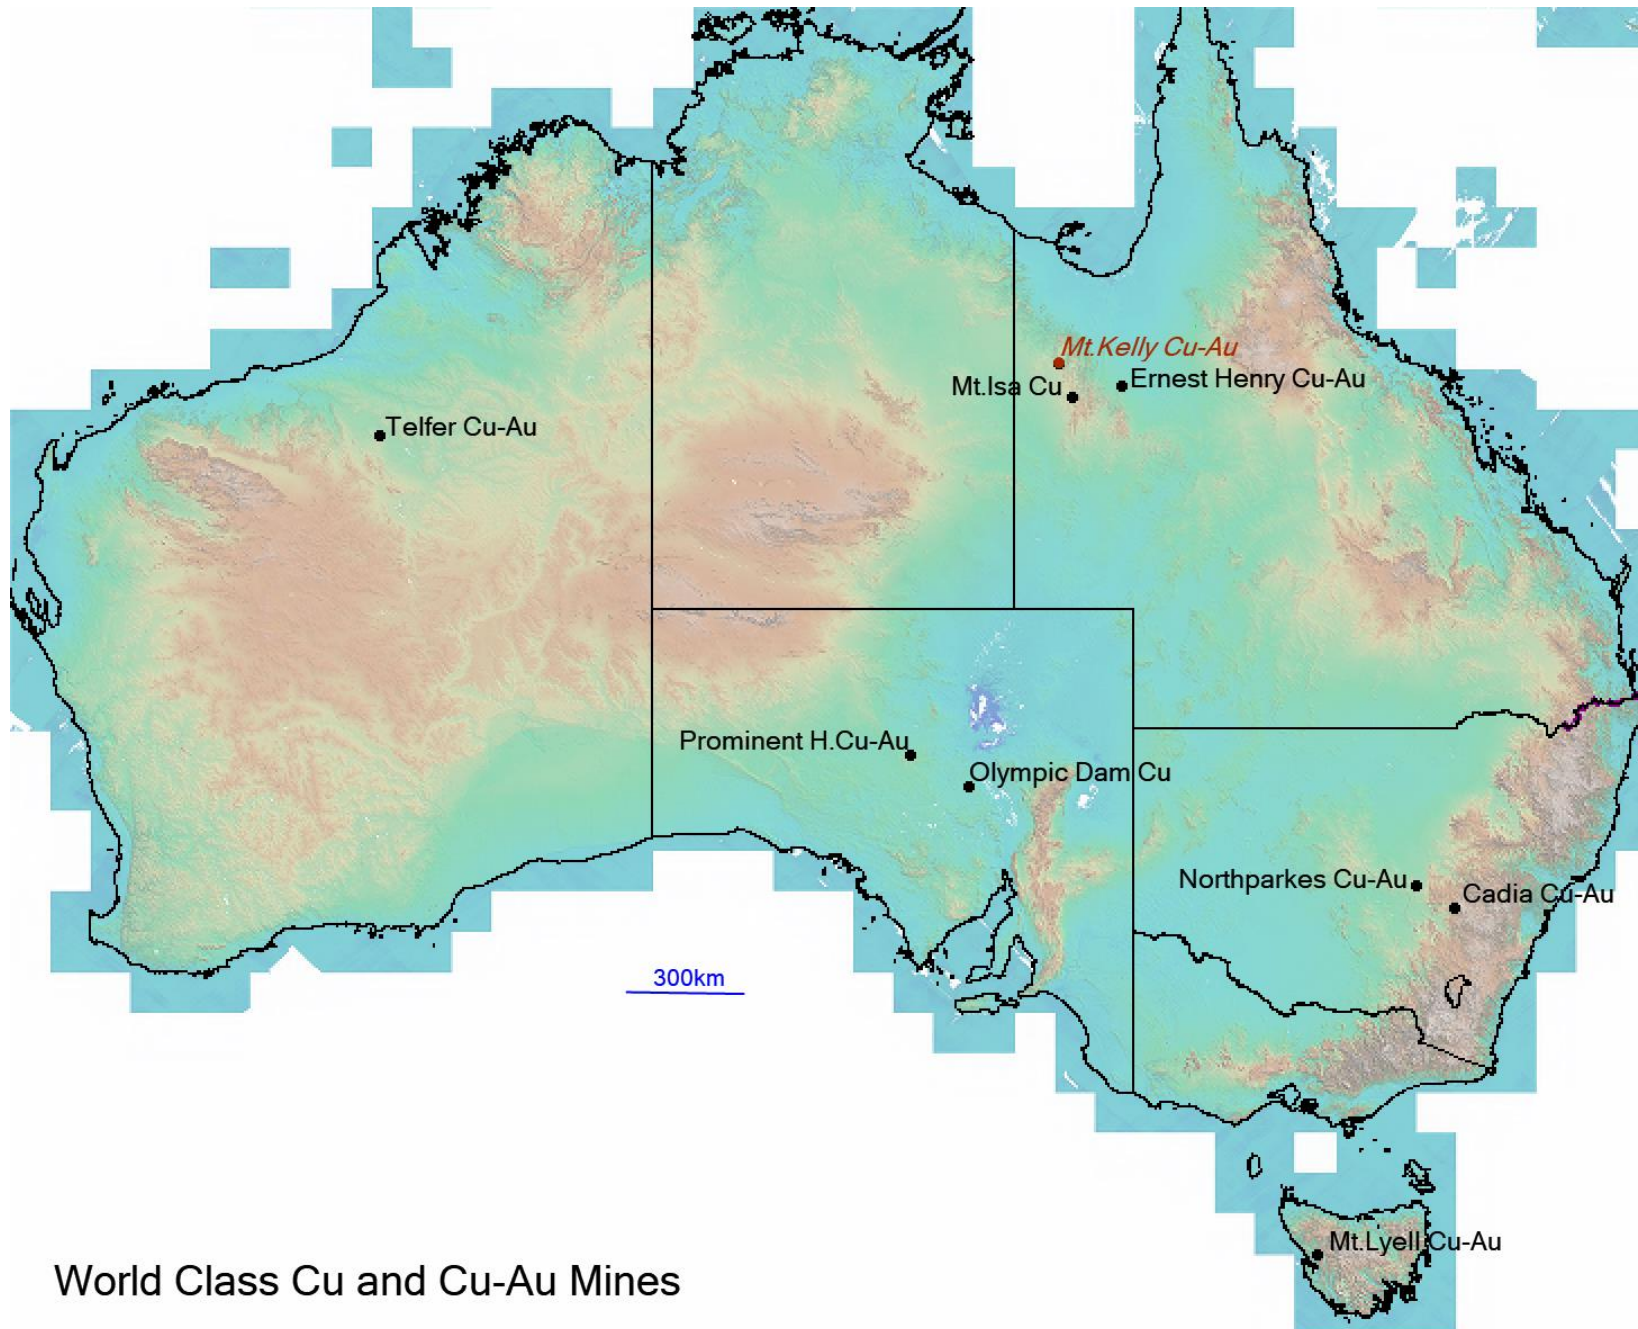 Mt.Kelly Cu-Au
Ernest Henry Cu-Au
Mt.Isa Cu
Telfer Cu-Au
Prominent H.Cu-Au
Olympic Dam Cu
Northparkes Cu-Au
Cadia Cu-Au
300km
Mt.Lyell Cu-Au
World Class Cu and Cu-Au Mines